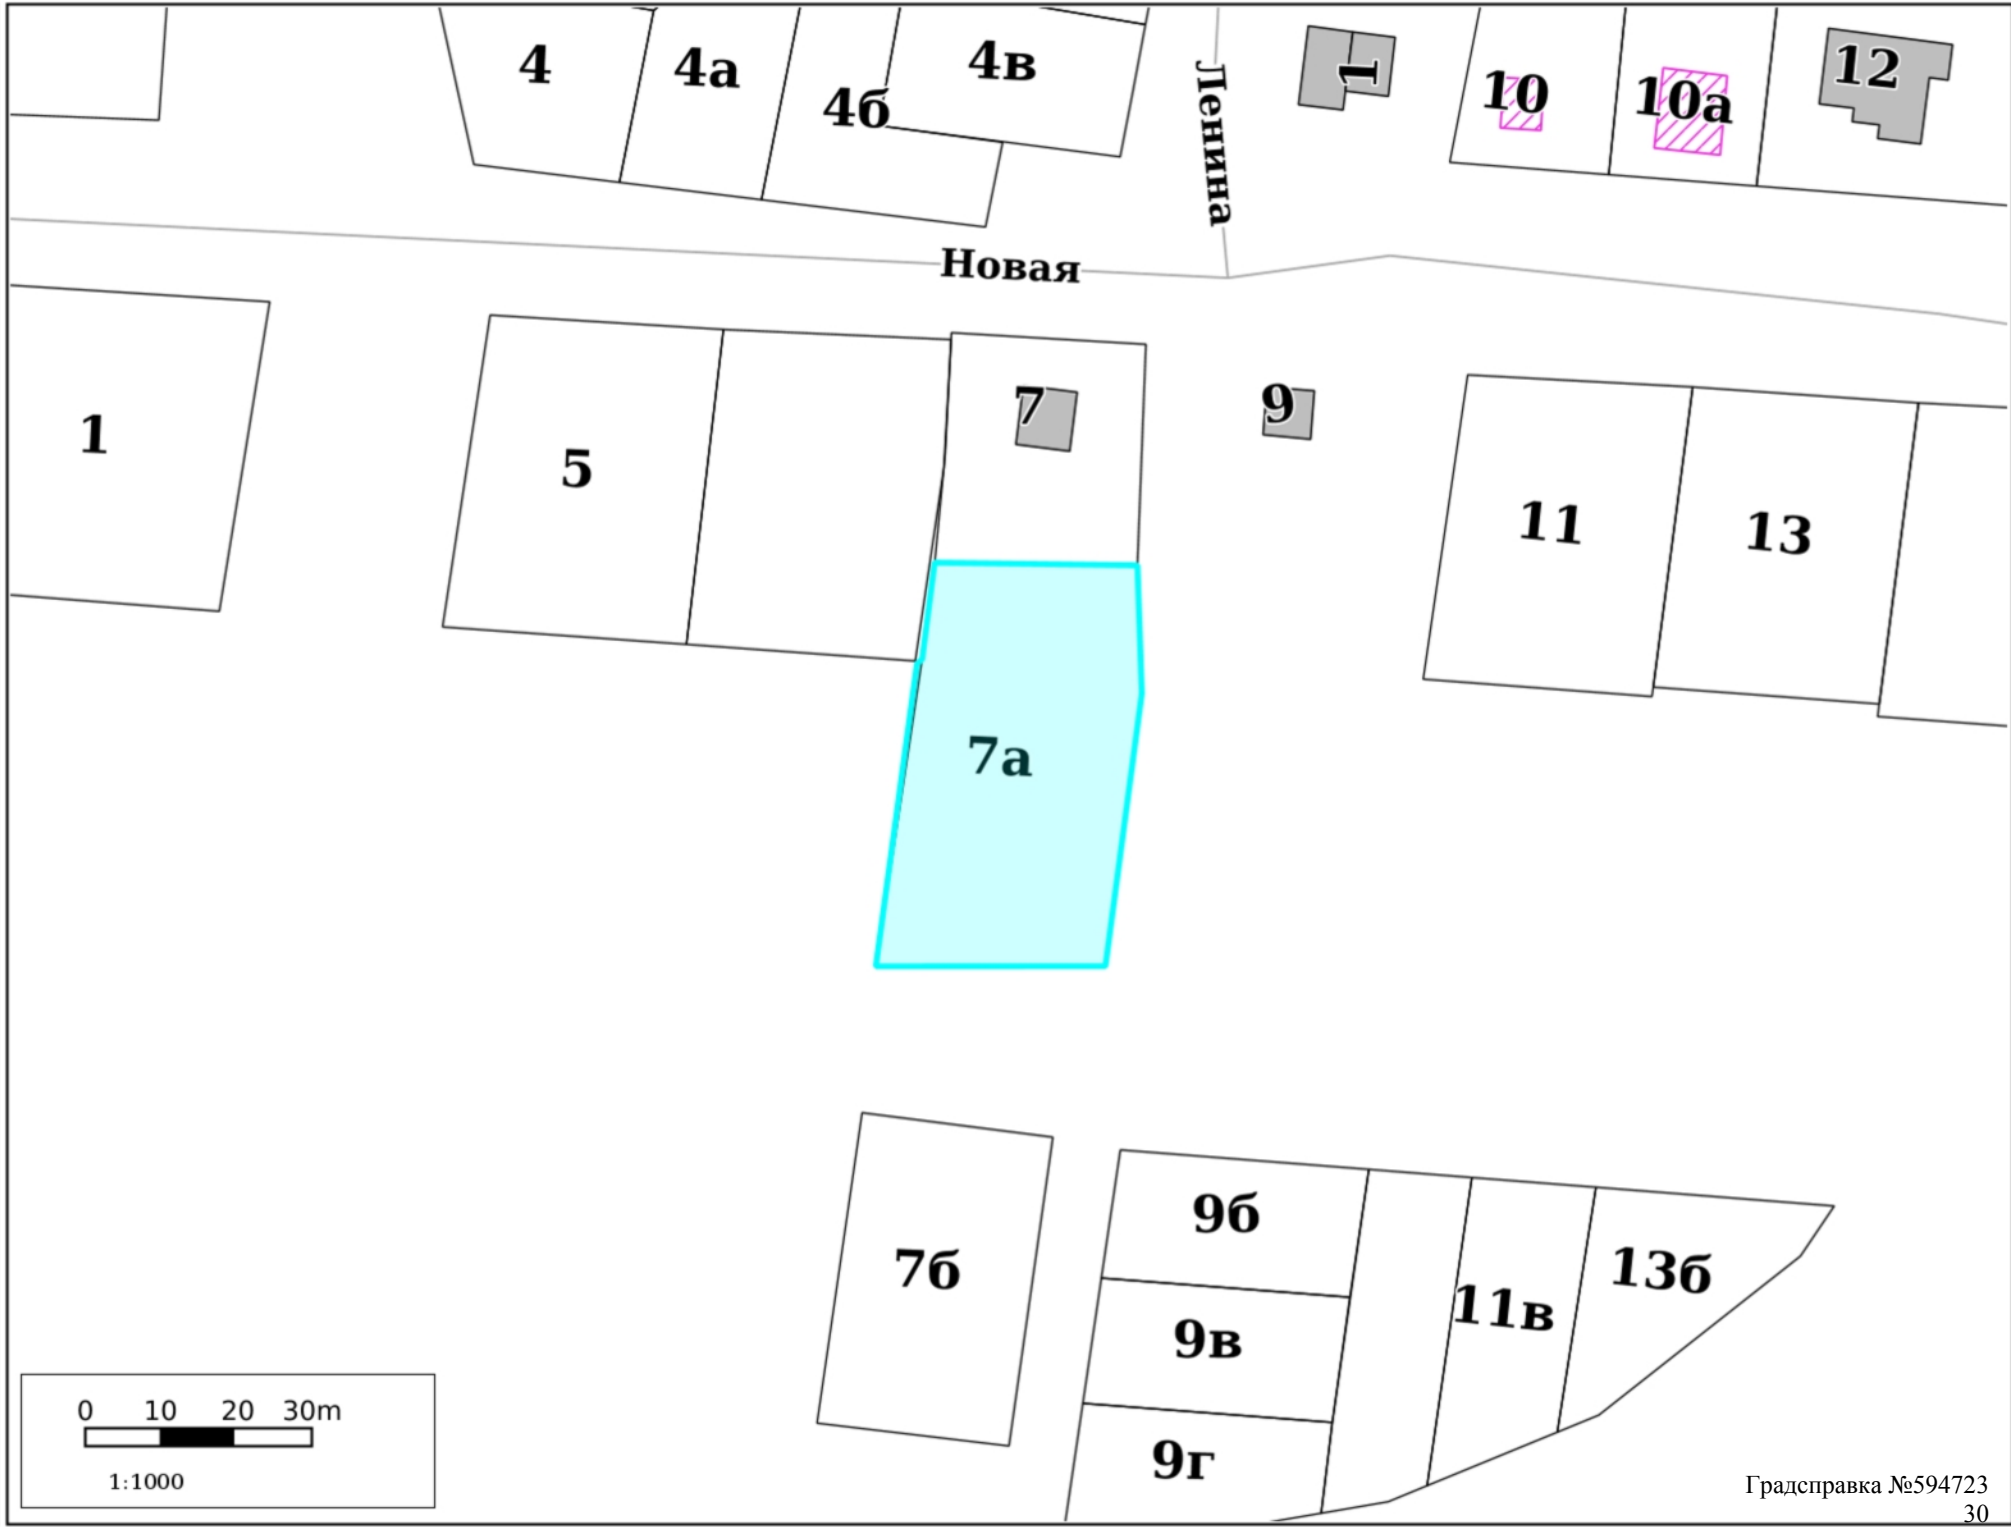 4
4а
4б
4в
Ленина
1
10
10а
12
Новая
1
5
7
9
11
13
7а
7б
9б
9в
9г
11в
13б
0 10 20 30m
1:1000
Градсправка №594723
30